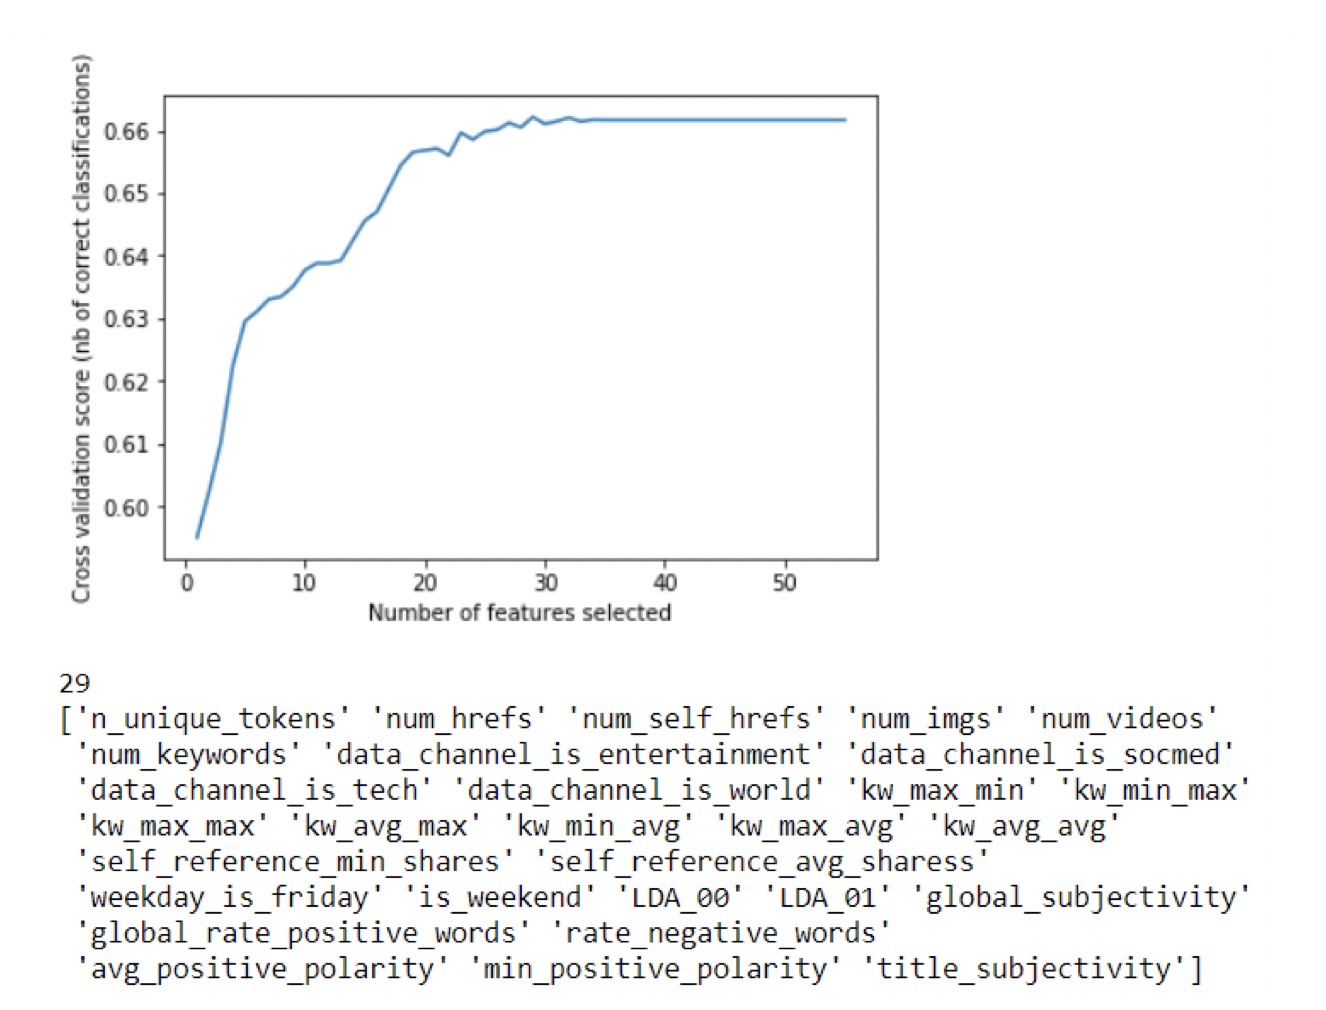 Cross validation score (nb of correct classifications)
0.66
0.65
0.64
0.63
0.62
0.61
0.60
0 10 20 30 40 50
Number of features selected
29
['n_unique_tokens' 'num_hrefs' 'num_self_hrefs' 'num_imgs' 'num_videos'
'num_keywords' 'data_channel_is_entertainment' 'data_channel_is_socmed'
'data_channel_is_tech' 'data_channel_is_world' 'kw_max_min' 'kw_min_max'
'kw_max_max' 'kw_avg_max' 'kw_min_avg' 'kw_max_avg' 'kw_avg_avg'
'self_reference_min_shares' 'self_reference_avg_sharess'
'weekday_is_friday' 'is_weekend' 'LDA_00' 'LDA_01' 'global_subjectivity'
'global_rate_positive_words' 'rate_negative_words'
'avg_positive_polarity' 'min_positive_polarity' 'title_subjectivity']